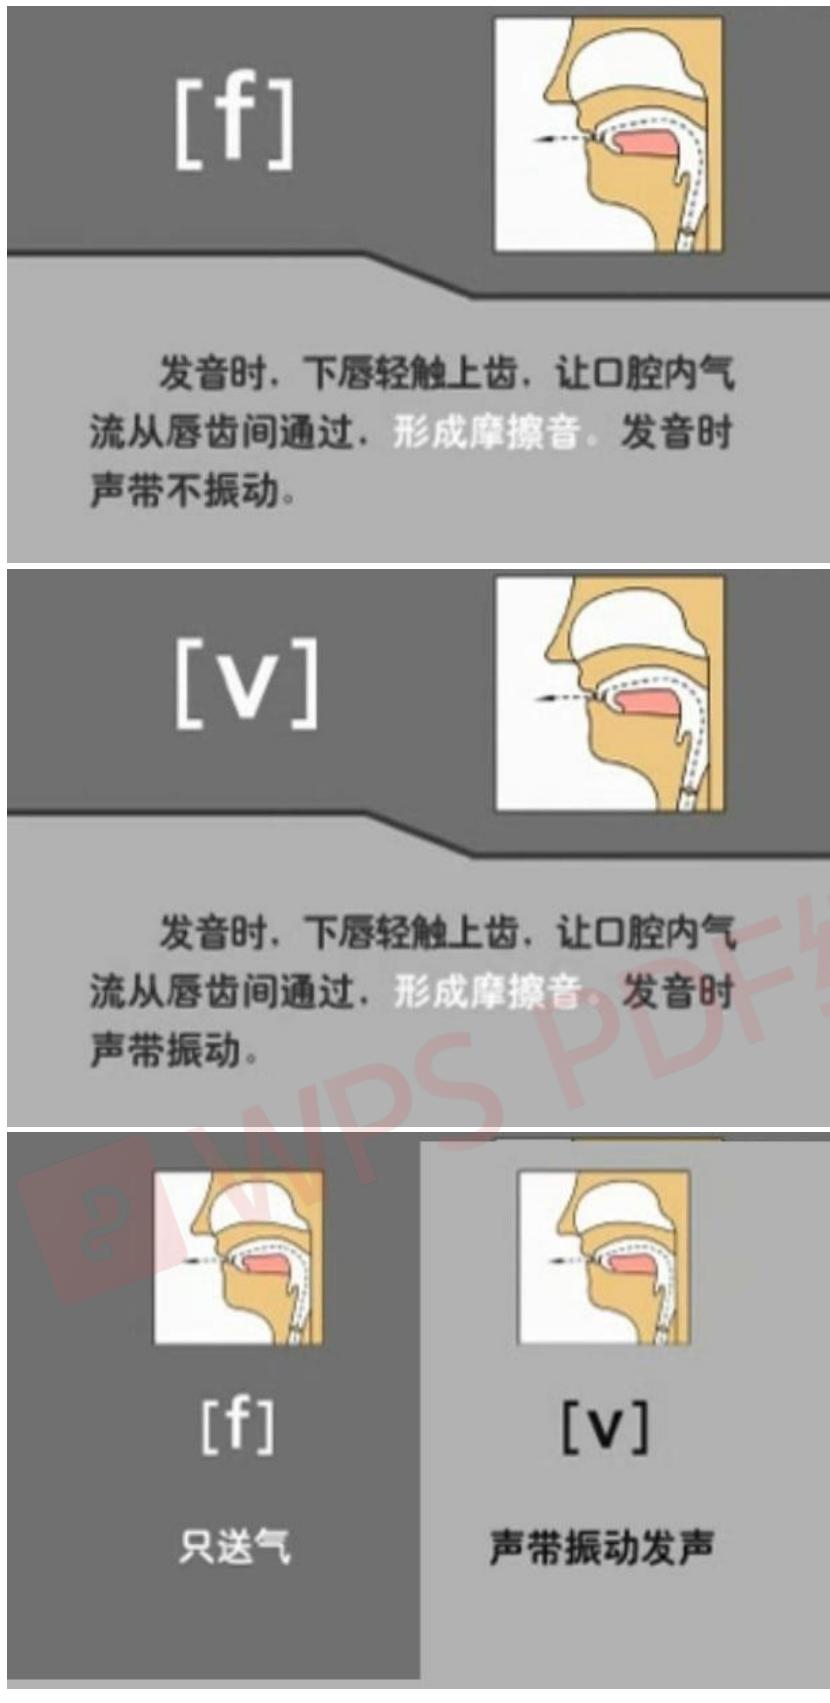 [f]
发音时，下唇轻触上齿，让口腔内气
流从唇齿间通过，形成摩擦音。发音时
声带不振动。
[v]
发音时，下唇轻触上齿，让口腔内气
流从唇齿间通过，形成摩擦音。发音时
声带振动。
WPS PDF
[f]
[v]
只送气
声带振动发声